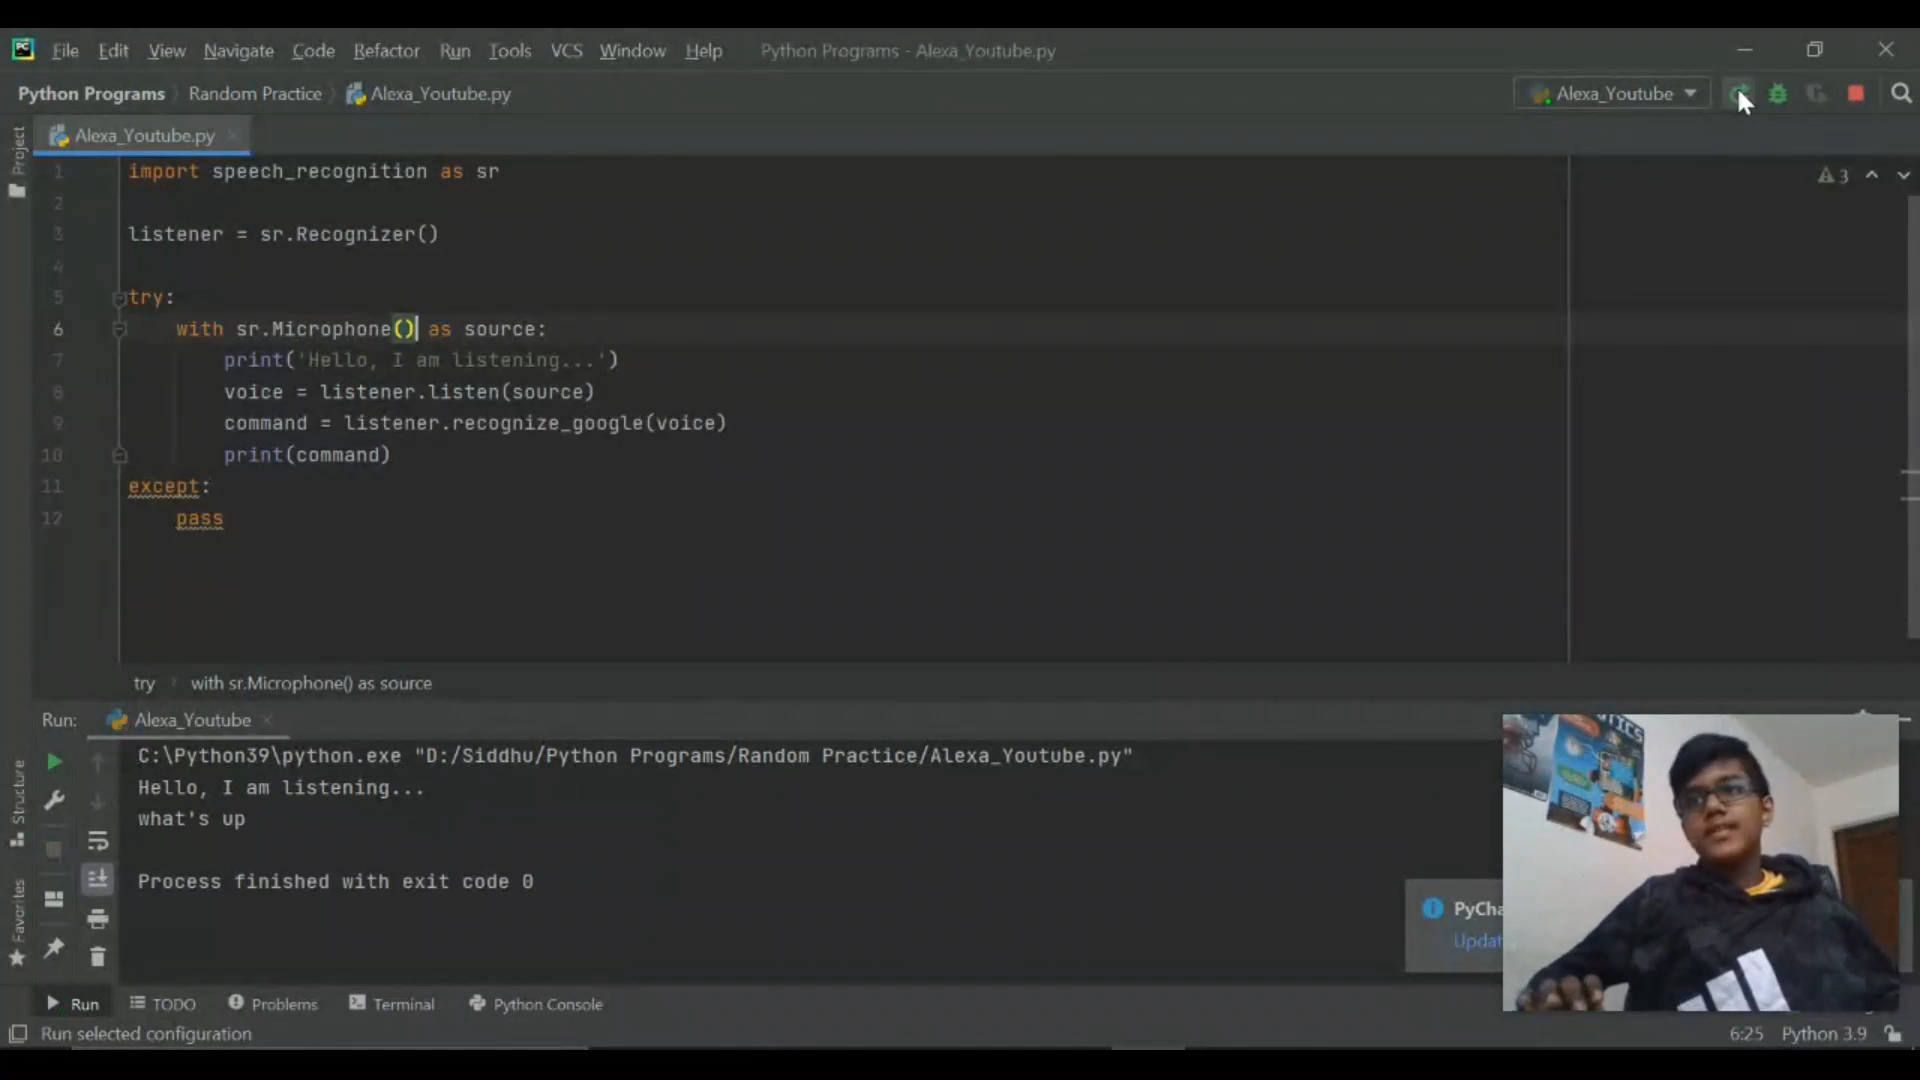 File Edit View Navigate Code Refactor Run Tools VCS Window Help Python Programs - Alexa_Youtube.py
Python Programs Random Practice Alexa_Youtube.py Alexa_Youtube
Project
Alexa_Youtube.py
1 import speech_recognition as sr
3
2
3 listener = sr.Recognizer()
4
5 try:
6 with sr.Microphone() as source:
7 print('Hello, I am listening...')
8 voice = listener.listen(source)
9 command = listener.recognize_google(voice)
10 print(command)
11 except:
12 pass
try with sr.Microphone() as source
Run: Alexa_Youtube
C:\Python39\python.exe "D:/Siddhu/Python Programs/Random Practice/Alexa_Youtube.py"
Hello, I am listening...
what's up
Process finished with exit code 0
Structure
Favorites
Run TODO Problems Terminal Python Console
Run selected configuration
6:25 Python 3.9